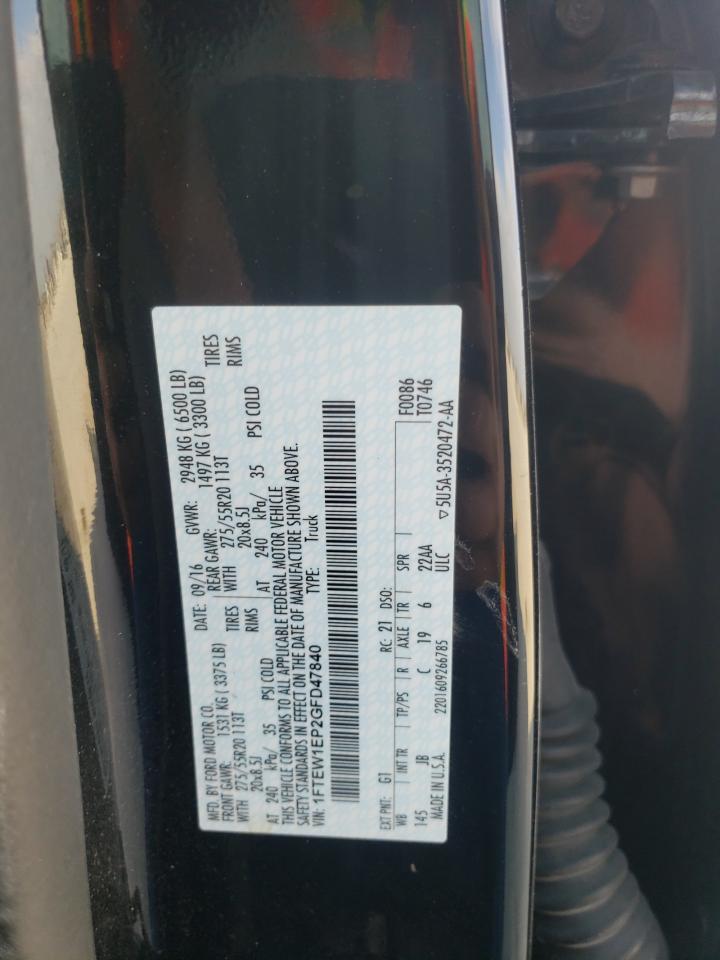 MFD. BY FORD MOTOR CO. DATE: 09/16 GVWR: 2948 KG ( 6500 LB)
FRONT GAWR: 1531 KG ( 3375 LB) REAR GAWR: 1497 KG ( 3300 LB)
WITH 275/55R20 113T TIRES WITH 275/55R20 113T TIRES
20x8.5J RIMS 20x8.5J RIMS
AT 240 kPa/ 35 PSI COLD AT 240 kPa/ 35 PSI COLD
THIS VEHICLE CONFORMS TO ALL APPLICABLE FEDERAL MOTOR VEHICLE
SAFETY STANDARDS IN EFFECT ON THE DATE OF MANUFACTURE SHOWN ABOVE.
VIN: 1FTEW1EP2GFD47840 TYPE: Truck
EXT PNT: G1 RC: 21 DSO: F0086
WB INT TR TP/PS R AXLE TR SPR T0746
145 JB C 19 6 22AA
MADE IN U.S.A. 2201609266785 ULC ▽5U5A-3520472-AA